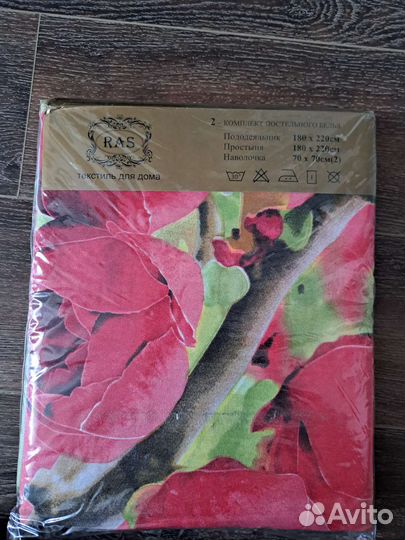 RAS
текстиль для дома
2 - КОМПЛЕКТ ПОСТЕЛЬНОГО БЕЛЬЯ
Пододеяльник 180 x 220см
Простыня 180 x 220см
Наволочка 70 x 70см(2)
Avito